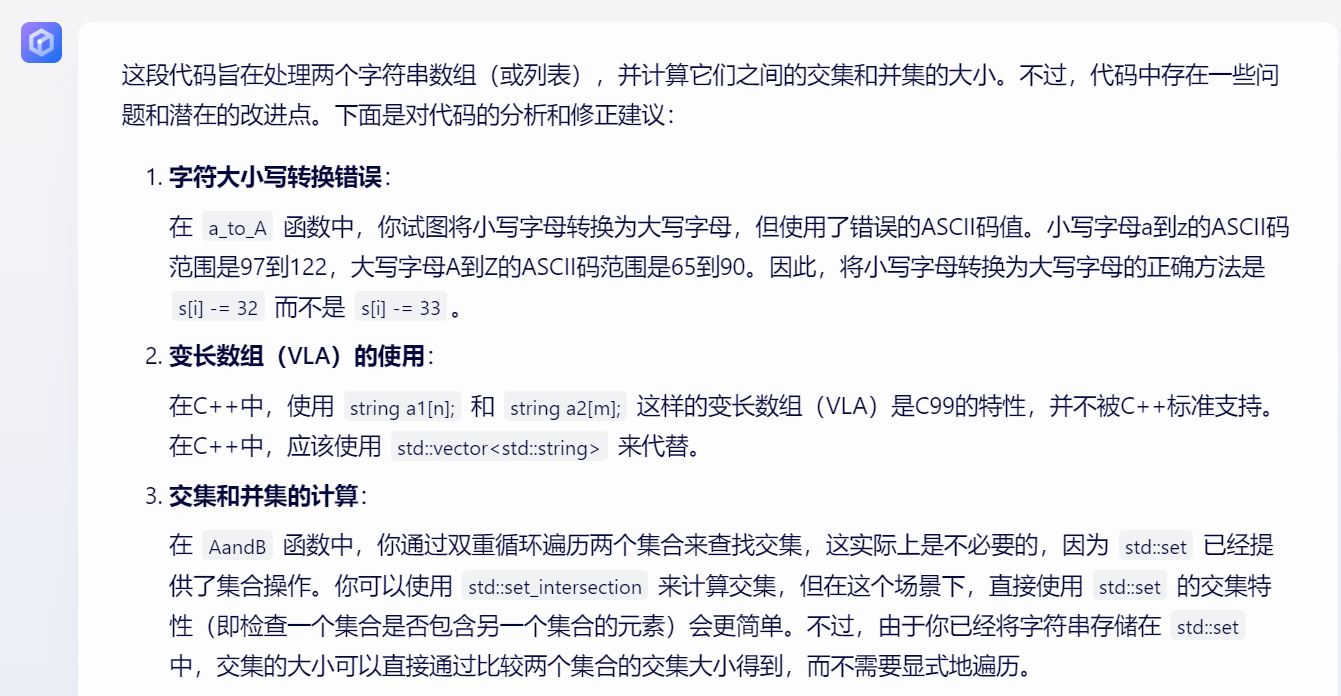 这段代码旨在处理两个字符串数组（或列表），并计算它们之间的交集和并集的大小。不过，代码中存在一些问
题和潜在的改进点。下面是对代码的分析和修正建议：
1. 字符大小写转换错误：
在 a_to_A 函数中，你试图将小写字母转换为大写字母，但使用了错误的ASCII码值。小写字母a到z的ASCII码
范围是97到122，大写字母A到Z的ASCII码范围是65到90。因此，将小写字母转换为大写字母的正确方法是
s[i] -= 32 而不是 s[i] -= 33 。
2. 变长数组（VLA）的使用：
在C++中，使用 string a1[n]; 和 string a2[m]; 这样的变长数组（VLA）是C99的特性，并不被C++标准支持。
在C++中，应该使用 std::vector<std::string> 来代替。
3. 交集和并集的计算：
在 AandB 函数中，你通过双重循环遍历两个集合来查找交集，这实际上是不必要的，因为 std::set 已经提
供了集合操作。你可以使用 std::set_intersection 来计算交集，但在这个场景下，直接使用 std::set 的交集特
性（即检查一个集合是否包含另一个集合的元素）会更简单。不过，由于你已经将字符串存储在 std::set
中，交集的大小可以直接通过比较两个集合的交集大小得到，而不需要显式地遍历。